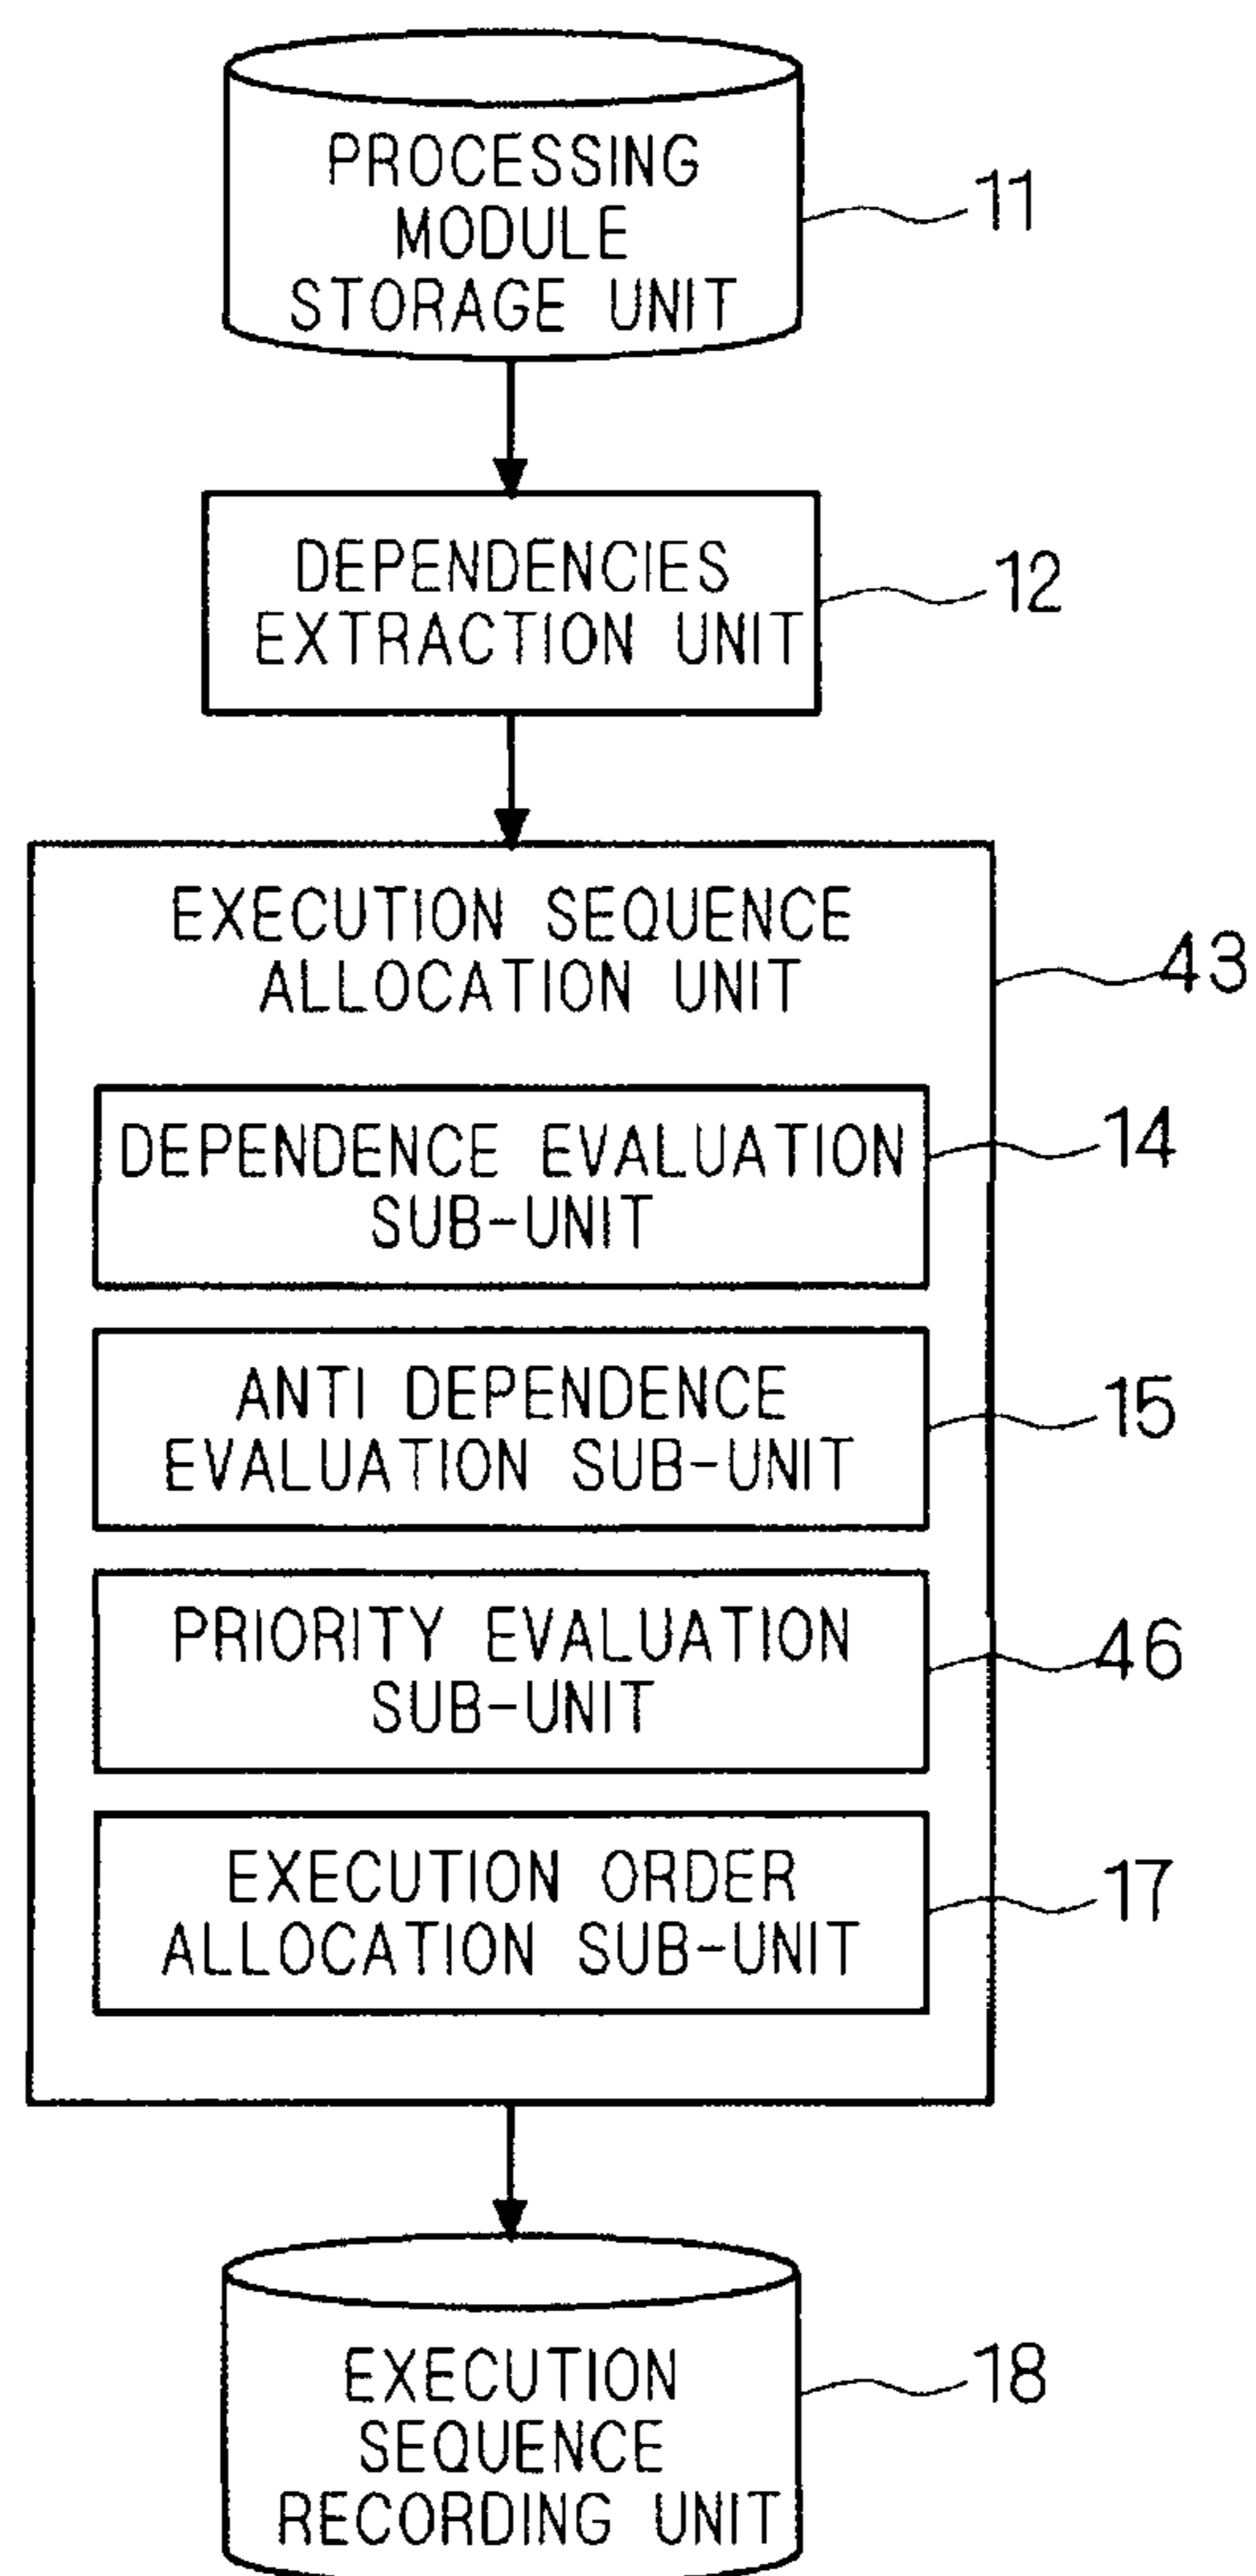 PROCESSING
MODULE
STORAGE UNIT
11
DEPENDENCIES
EXTRACTION UNIT
12
EXECUTION SEQUENCE
ALLOCATION UNIT
43
DEPENDENCE EVALUATION
SUB-UNIT
14
ANTI DEPENDENCE
EVALUATION SUB-UNIT
15
PRIORITY EVALUATION
SUB-UNIT
46
EXECUTION ORDER
ALLOCATION SUB-UNIT
17
EXECUTION
SEQUENCE
RECORDING UNIT
18